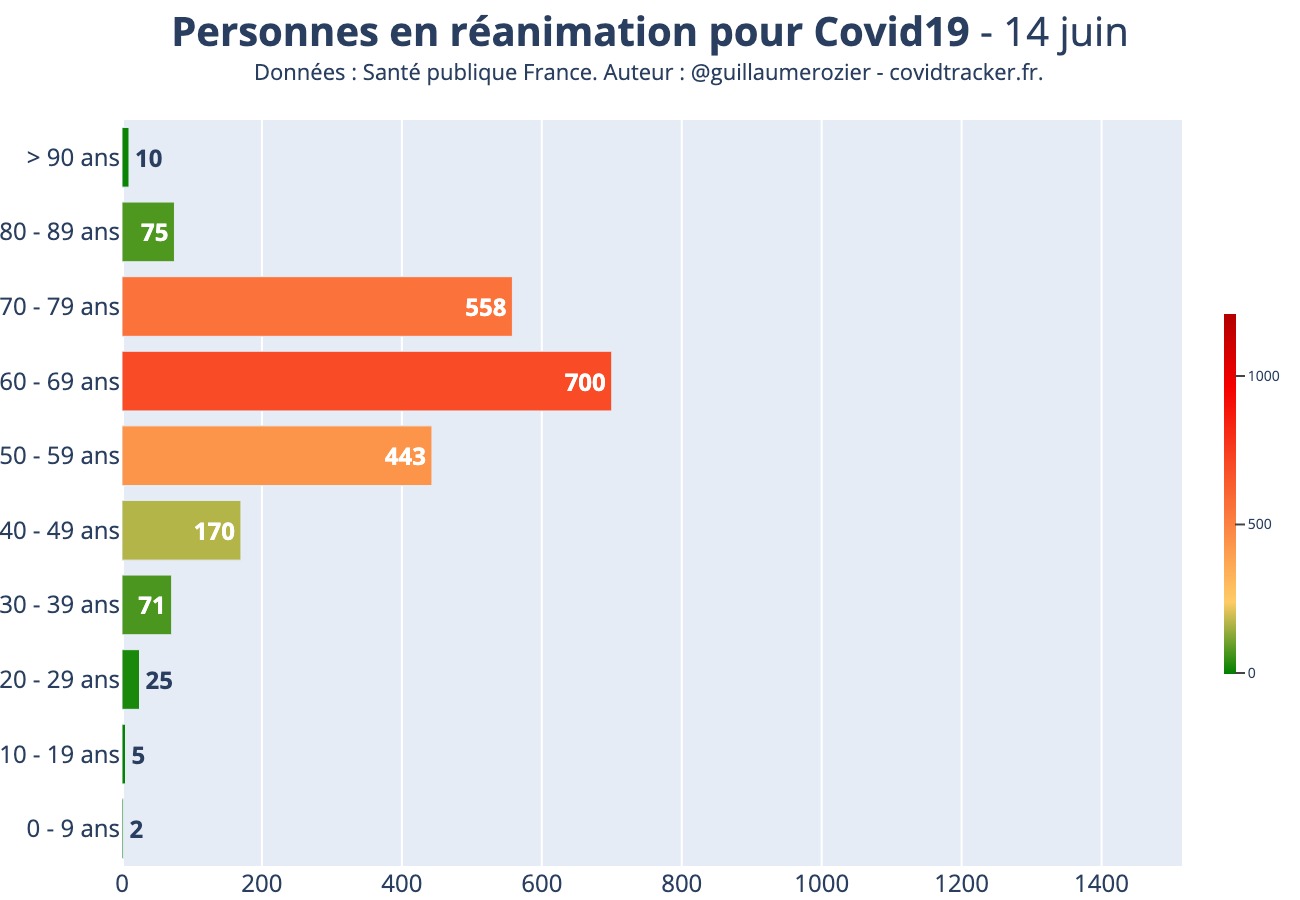 Personnes en réanimation pour Covid19 - 14 juin
Données : Santé publique France. Auteur : @guillaumerozier - covidtracker.fr.
> 90 ans 10
80 - 89 ans 75
70 - 79 ans 558
60 - 69 ans 700
50 - 59 ans 443
40 - 49 ans 170
30 - 39 ans 71
20 - 29 ans 25
10 - 19 ans 5
0 - 9 ans 2
0 200 400 600 800 1000 1200 1400
1000
500
0